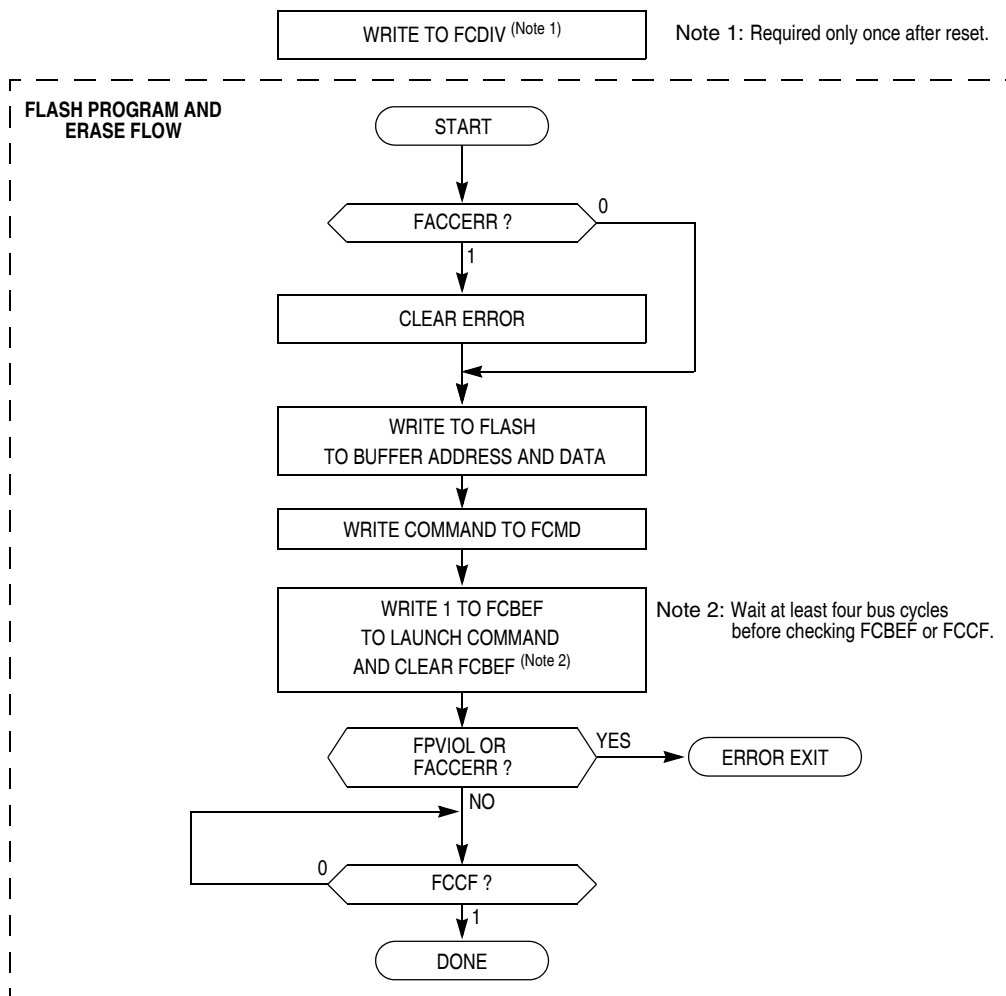 WRITE TO FCDIV (Note 1)
Note 1: Required only once after reset.
FLASH PROGRAM AND
ERASE FLOW
START
FACCERR ?
0
1
CLEAR ERROR
WRITE TO FLASH
TO BUFFER ADDRESS AND DATA
WRITE COMMAND TO FCMD
WRITE 1 TO FCBEF
TO LAUNCH COMMAND
AND CLEAR FCBEF (Note 2)
Note 2: Wait at least four bus cycles
before checking FCBEF or FCCF.
FPVIOL OR
FACCERR ?
YES
ERROR EXIT
NO
0
FCCF ?
1
DONE